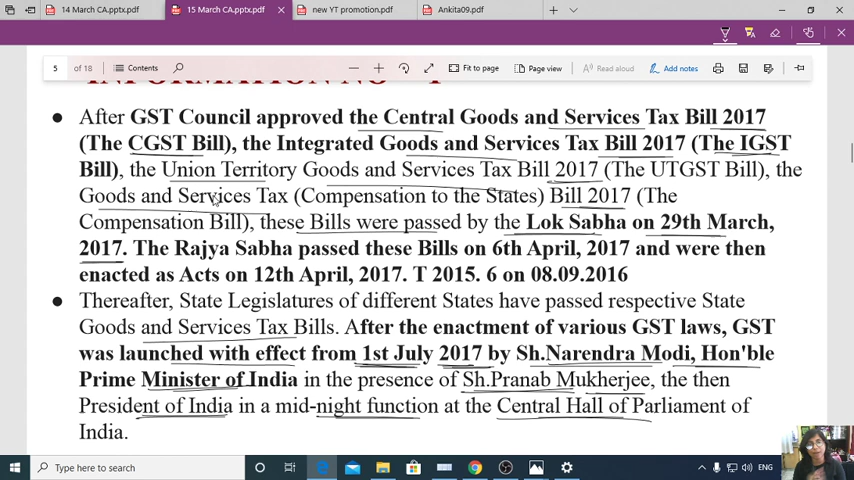 14 March CA.pptx.pdf
15 March CA.pptx.pdf
new YT promotion.pdf
Ankita09.pdf
5 of 18 Contents Fit to page Page view Read aloud Add notes
• After GST Council approved the Central Goods and Services Tax Bill 2017
(The CGST Bill), the Integrated Goods and Services Tax Bill 2017 (The IGST
Bill), the Union Territory Goods and Services Tax Bill 2017 (The UTGST Bill), the
Goods and Services Tax (Compensation to the States) Bill 2017 (The
Compensation Bill), these Bills were passed by the Lok Sabha on 29th March,
2017. The Rajya Sabha passed these Bills on 6th April, 2017 and were then
enacted as Acts on 12th April, 2017. T 2015. 6 on 08.09.2016
• Thereafter, State Legislatures of different States have passed respective State
Goods and Services Tax Bills. After the enactment of various GST laws, GST
was launched with effect from 1st July 2017 by Sh.Narendra Modi, Hon'ble
Prime Minister of India in the presence of Sh.Pranab Mukherjee, the then
President of India in a mid-night function at the Central Hall of Parliament of
India.
Type here to search
ENG